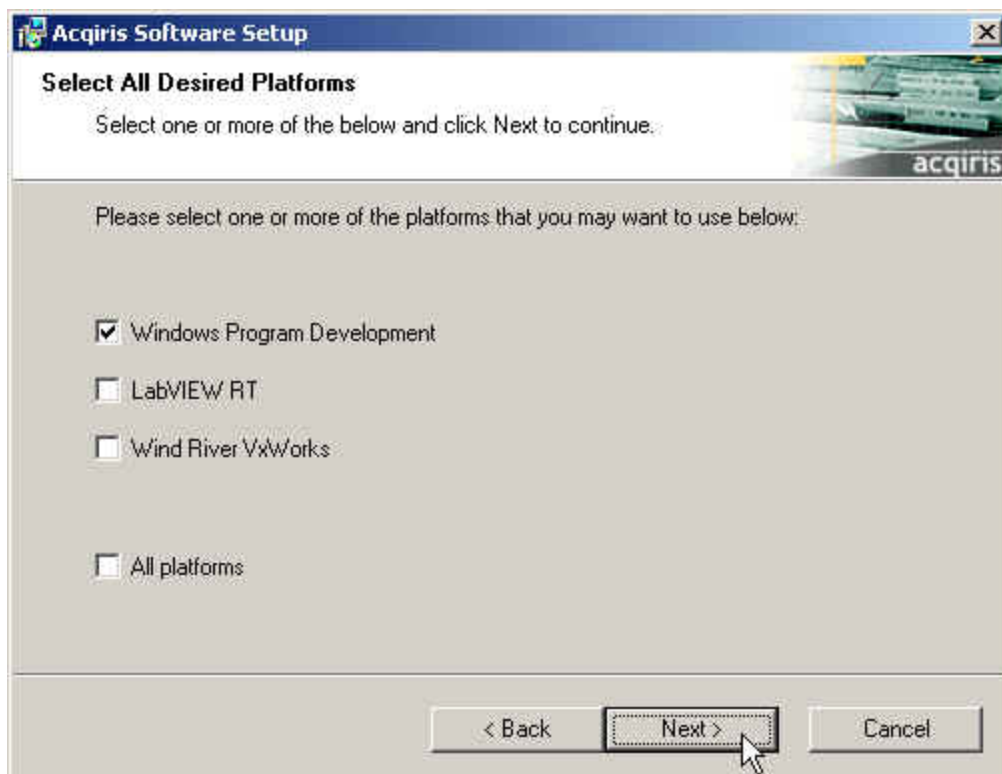 Acqiris Software Setup
Select All Desired Platforms
Select one or more of the below and click Next to continue.
acqiris
Please select one or more of the platforms that you may want to use below:
Windows Program Development
LabVIEW RT
Wind River VxWorks
All platforms
< Back
Next >
Cancel